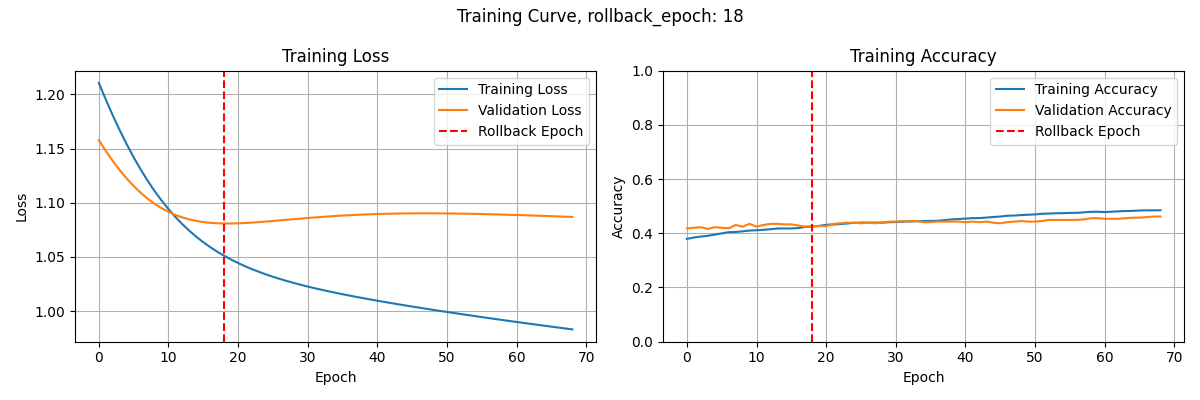 Training Curve, rollback_epoch: 18
Training Loss
Loss
1.20
1.15
1.10
1.05
1.00
Training Loss
Validation Loss
Rollback Epoch
0 10 20 30 40 50 60 70
Epoch
Training Accuracy
Accuracy
1.0
0.8
0.6
0.4
0.2
0.0
Training Accuracy
Validation Accuracy
Rollback Epoch
0 10 20 30 40 50 60 70
Epoch